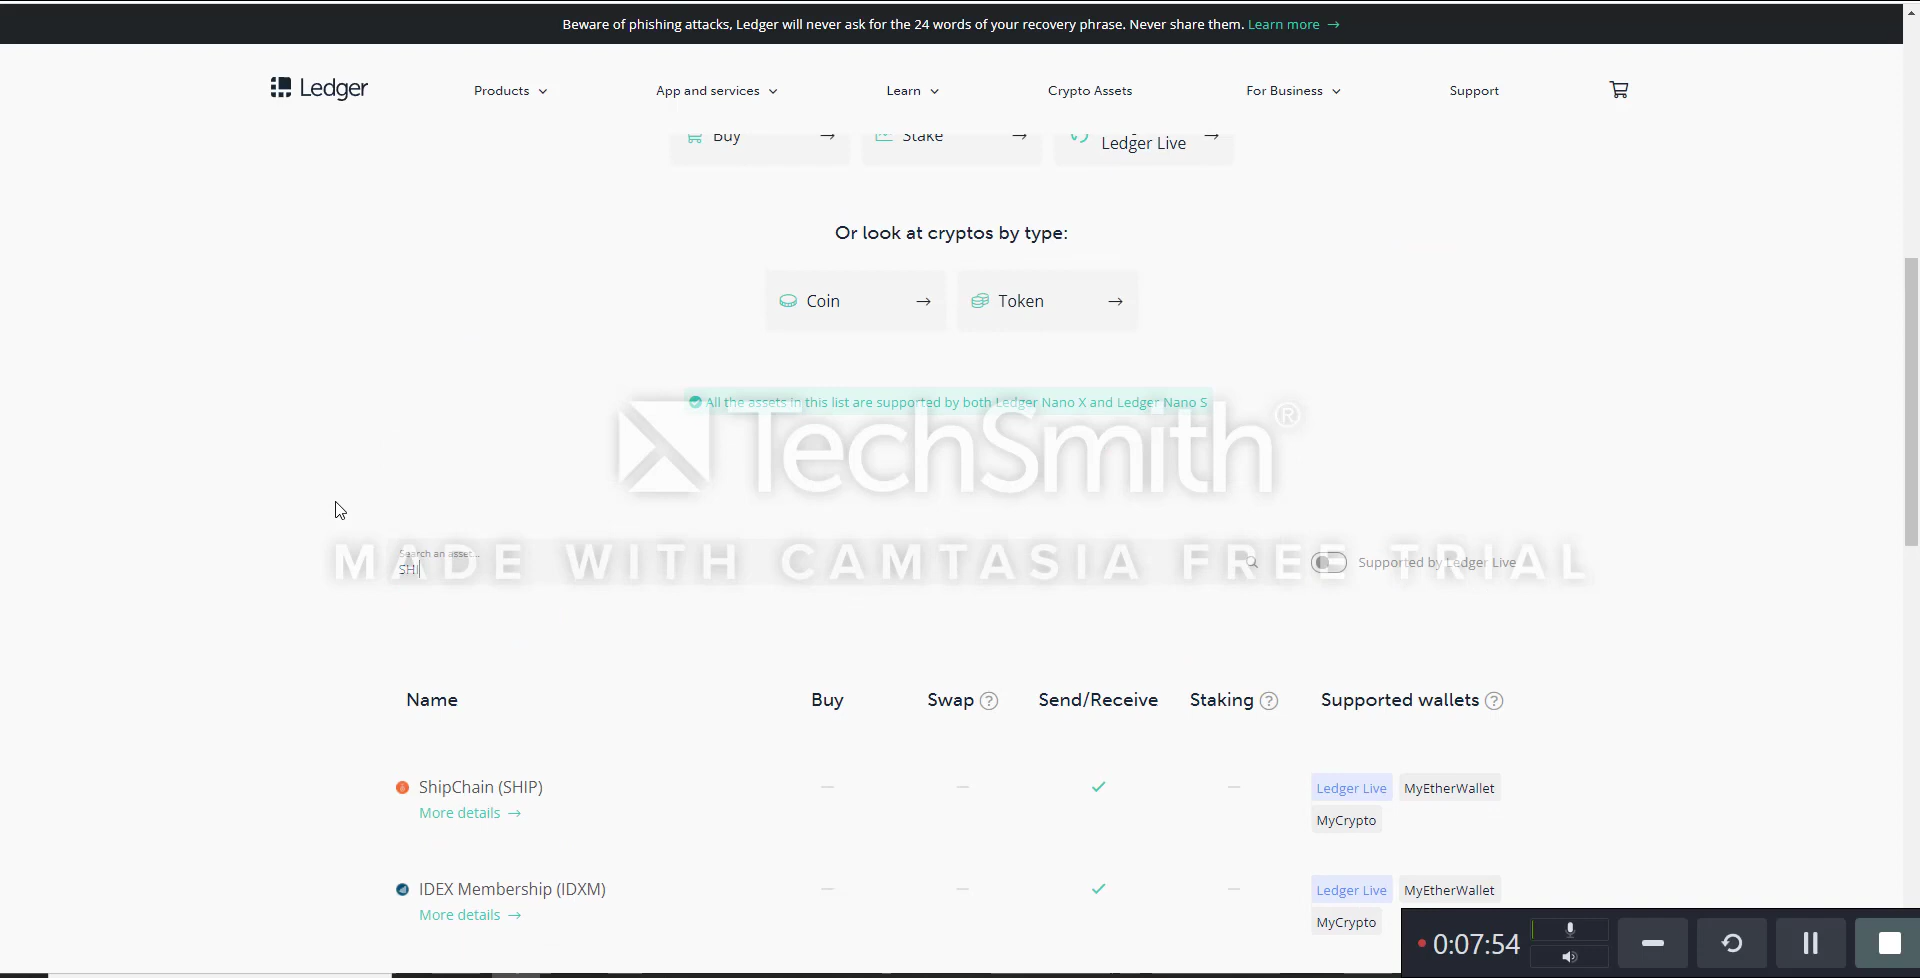 Beware of phishing attacks, Ledger will never ask for the 24 words of your recovery phrase. Never share them. Learn more →
Ledger
Products
App and services
Learn
Crypto Assets
For Business
Support
Buy →
Stake →
Ledger Live →
Or look at cryptos by type:
Coin →
Token →
All the assets in this list are supported by both Ledger Nano X and Ledger Nano S
TechSmith®
MADE WITH CAMTASIA FREE TRIAL
Search an asset...
SHI
Supported by Ledger Live
Name Buy Swap ? Send/Receive Staking ? Supported wallets ?
ShipChain (SHIP) — — ✓ — Ledger Live MyEtherWallet
More details →
MyCrypto
IDEX Membership (IDXM) — — ✓ — Ledger Live MyEtherWallet
More details →
MyCrypto
0:07:54